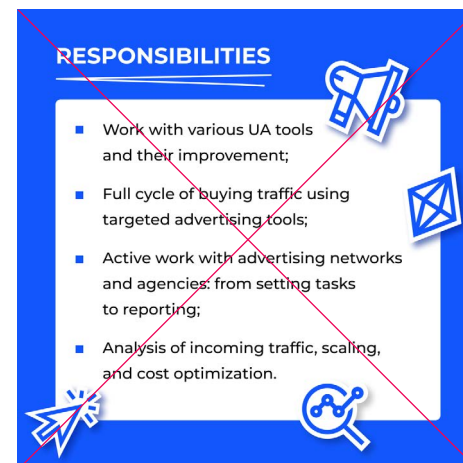 RESPONSIBILITIES
Work with various UA tools
and their improvement;
Full cycle of buying traffic using
targeted advertising tools;
Active work with advertising networks
and agencies: from setting tasks
to reporting;
Analysis of incoming traffic, scaling,
and cost optimization.